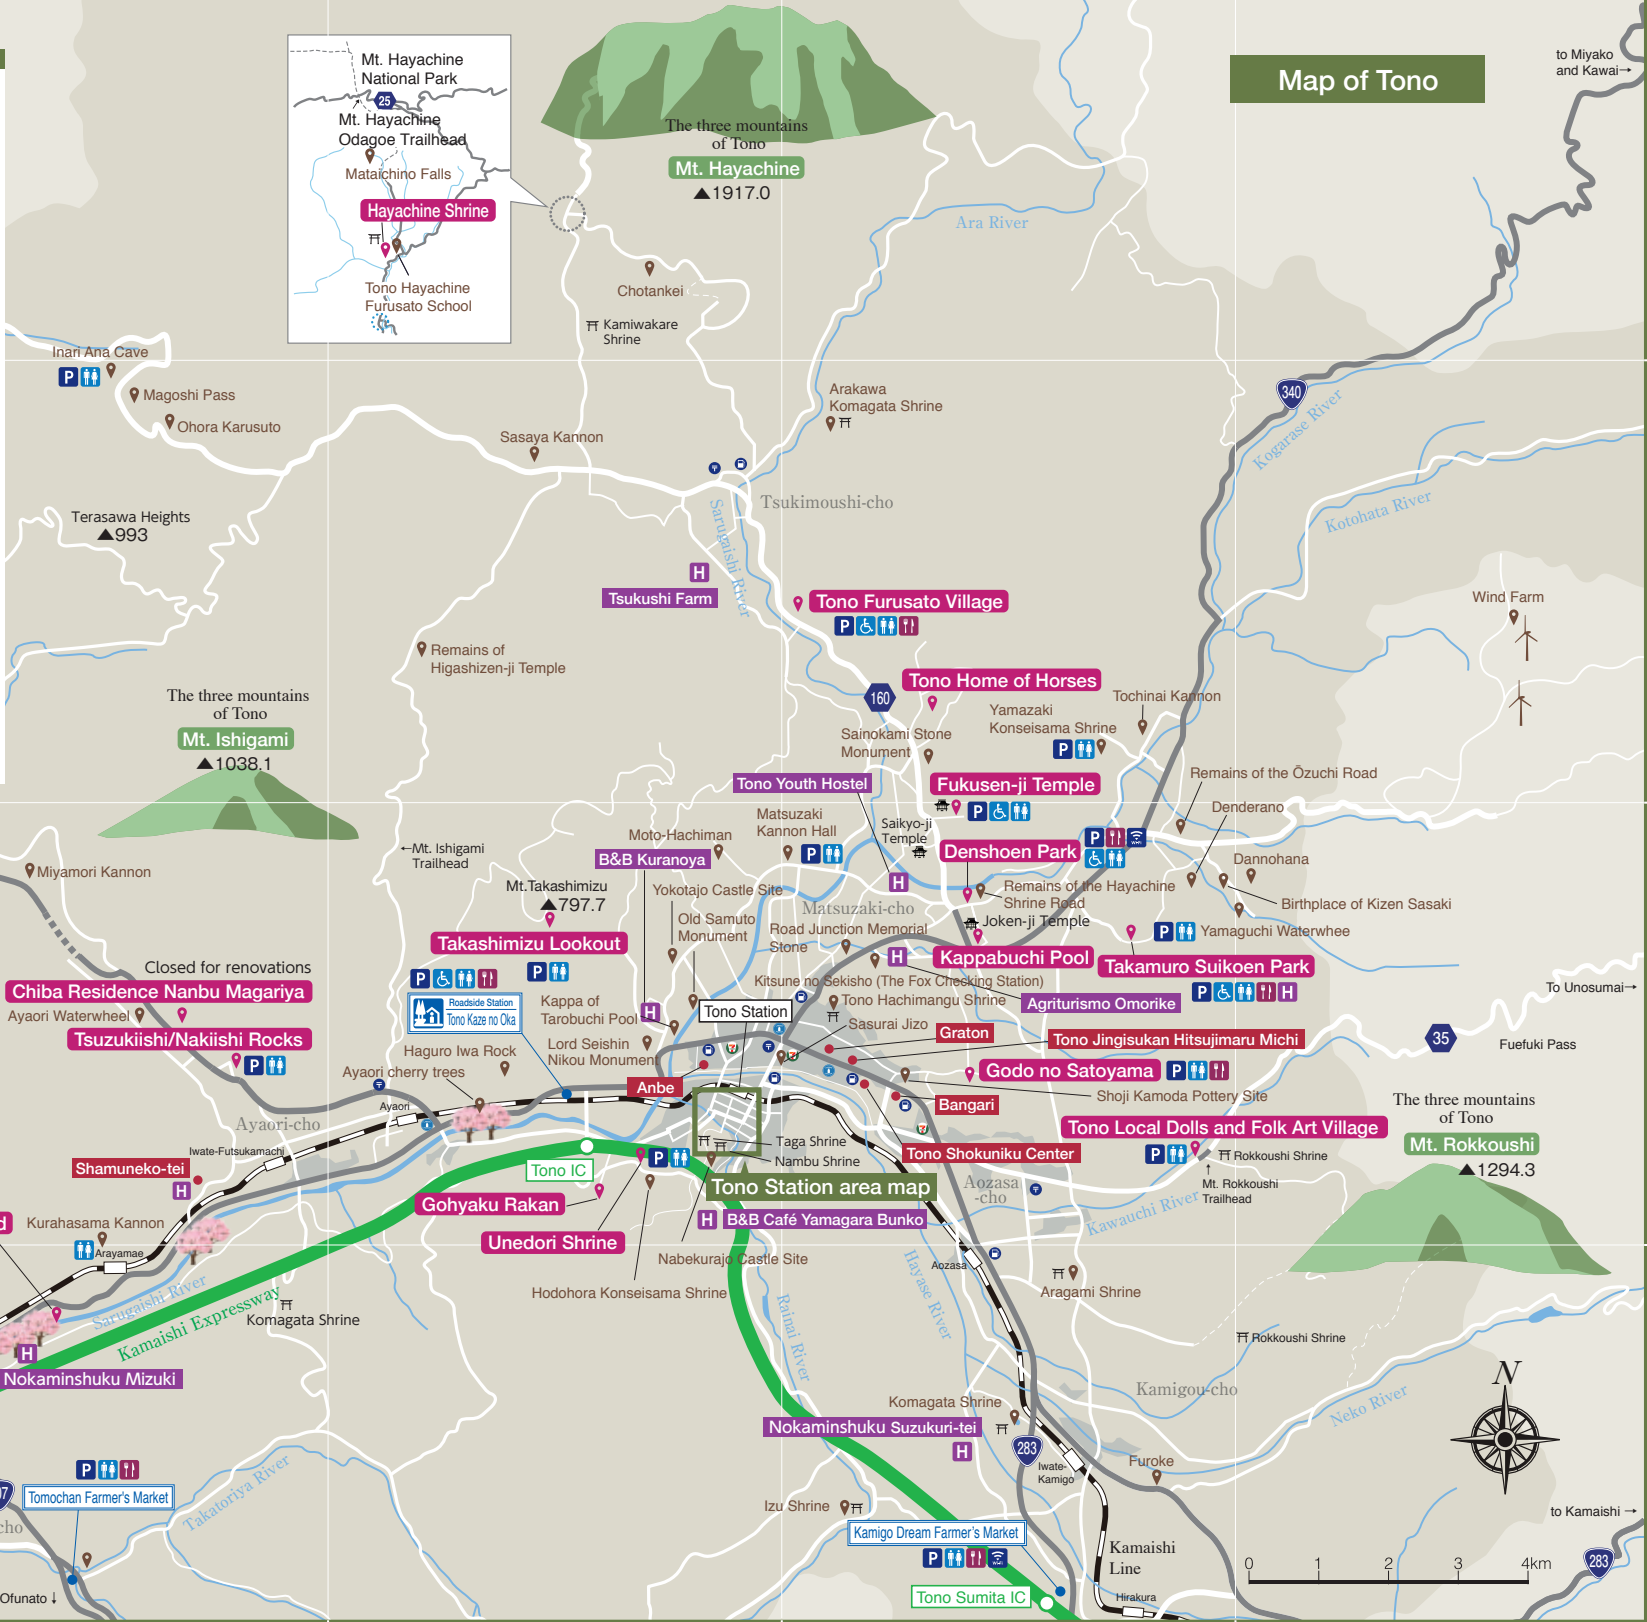 Map of Tono
to Miyako
and Kawai→
Mt. Hayachine
National Park
25
Mt. Hayachine
Odagoe Trailhead
Mataichino Falls
Hayachine Shrine
Tono Hayachine
Furusato School
The three mountains
of Tono
Mt. Hayachine
▲1917.0
Ara River
Chotankei
Kamiwakare
Shrine
Inari Ana Cave
P
Magoshi Pass
Ohora Karusuto
Sasaya Kannon
Arakawa
Komagata Shrine
340
Kogarase River
Kotohata River
Tsukimoushi-cho
Sarugaishi River
Terasawa Heights
▲993
H
Tsukushi Farm
Tono Furusato Village
P
Wind Farm
Remains of
Higashizen-ji Temple
The three mountains
of Tono
Mt. Ishigami
▲1038.1
160
Tono Home of Horses
Tochinai Kannon
Yamazaki
Konseisama Shrine
P
Sainokami Stone
Monument
Remains of the Ōzuchi Road
Tono Youth Hostel
Fukusen-ji Temple
P
Denderano
Matsuzaki
Kannon Hall
P
Saikyo-ji
Temple
Moto-Hachiman
B&B Kuranoya
←Mt. Ishigami
Trailhead
Denshoen Park
P
Wi-Fi
Dannohana
Miyamori Kannon
Mt.Takashimizu
▲797.7
Yokotajo Castle Site
H
Remains of the Hayachine
Shrine Road
Birthplace of Kizen Sasaki
Matsuzaki-cho
Old Samuto
Monument
Joken-ji Temple
Road Junction Memorial
Stone
P
Yamaguchi Waterwhee
Takashimizu Lookout
P
P
Kappabuchi Pool
H
Takamuro Suikoen Park
P
H
Closed for renovations
Chiba Residence Nanbu Magariya
Kitsune no Sekisho (The Fox Checking Station)
To Unosumai→
Roadside Station
Tono Kaze no Oka
Kappa of
Tarobuchi Pool
H
Tono Station
Tono Hachimangu Shrine
Agriturismo Omorike
Ayaori Waterwheel
Sasurai Jizo
Graton
Tsuzukiishi/Nakiishi Rocks
P
Lord Seishin
Nikou Monument
Tono Jingisukan Hitsujimaru Michi
35
Fuefuki Pass
Haguro Iwa Rock
Ayaori cherry trees
Anbe
Godo no Satoyama
P
Shoji Kamoda Pottery Site
Bangari
Ayaori
Ayaori-cho
The three mountains
of Tono
Mt. Rokkoushi
▲1294.3
Tono Local Dolls and Folk Art Village
P
Taga Shrine
Nambu Shrine
Tono Shokuniku Center
Rokkoushi Shrine
Iwate-Futsukamachi
Shamuneko-tei
H
Tono IC
P
Mt. Rokkoushi
Trailhead
Tono Station area map
Aozasa
-cho
Gohyaku Rakan
Kawauchi River
H
B&B Café Yamagara Bunko
d
Kurahasama Kannon
Arayamae
Unedori Shrine
Nabekurajo Castle Site
Hayase River
Aozasa
Hodohora Konseisama Shrine
Aragami Shrine
Sarugaishi River
Kamaishi Expressway
Komagata Shrine
Rainai River
Rokkoushi Shrine
H
Nokaminshuku Mizuki
N
Kamigou-cho
Neko River
Komagata Shrine
Nokaminshuku Suzukuri-tei
H
283
Iwate-
Kamigo
Furoke
P
Tomochan Farmer's Market
Takatoriya River
Izu Shrine
to Kamaishi →
Kamigo Dream Farmer's Market
P
Wi-Fi
Kamaishi
Line
0 1 2 3 4km
283
7
cho
Ofunato ↓
Tono Sumita IC
Hirakura